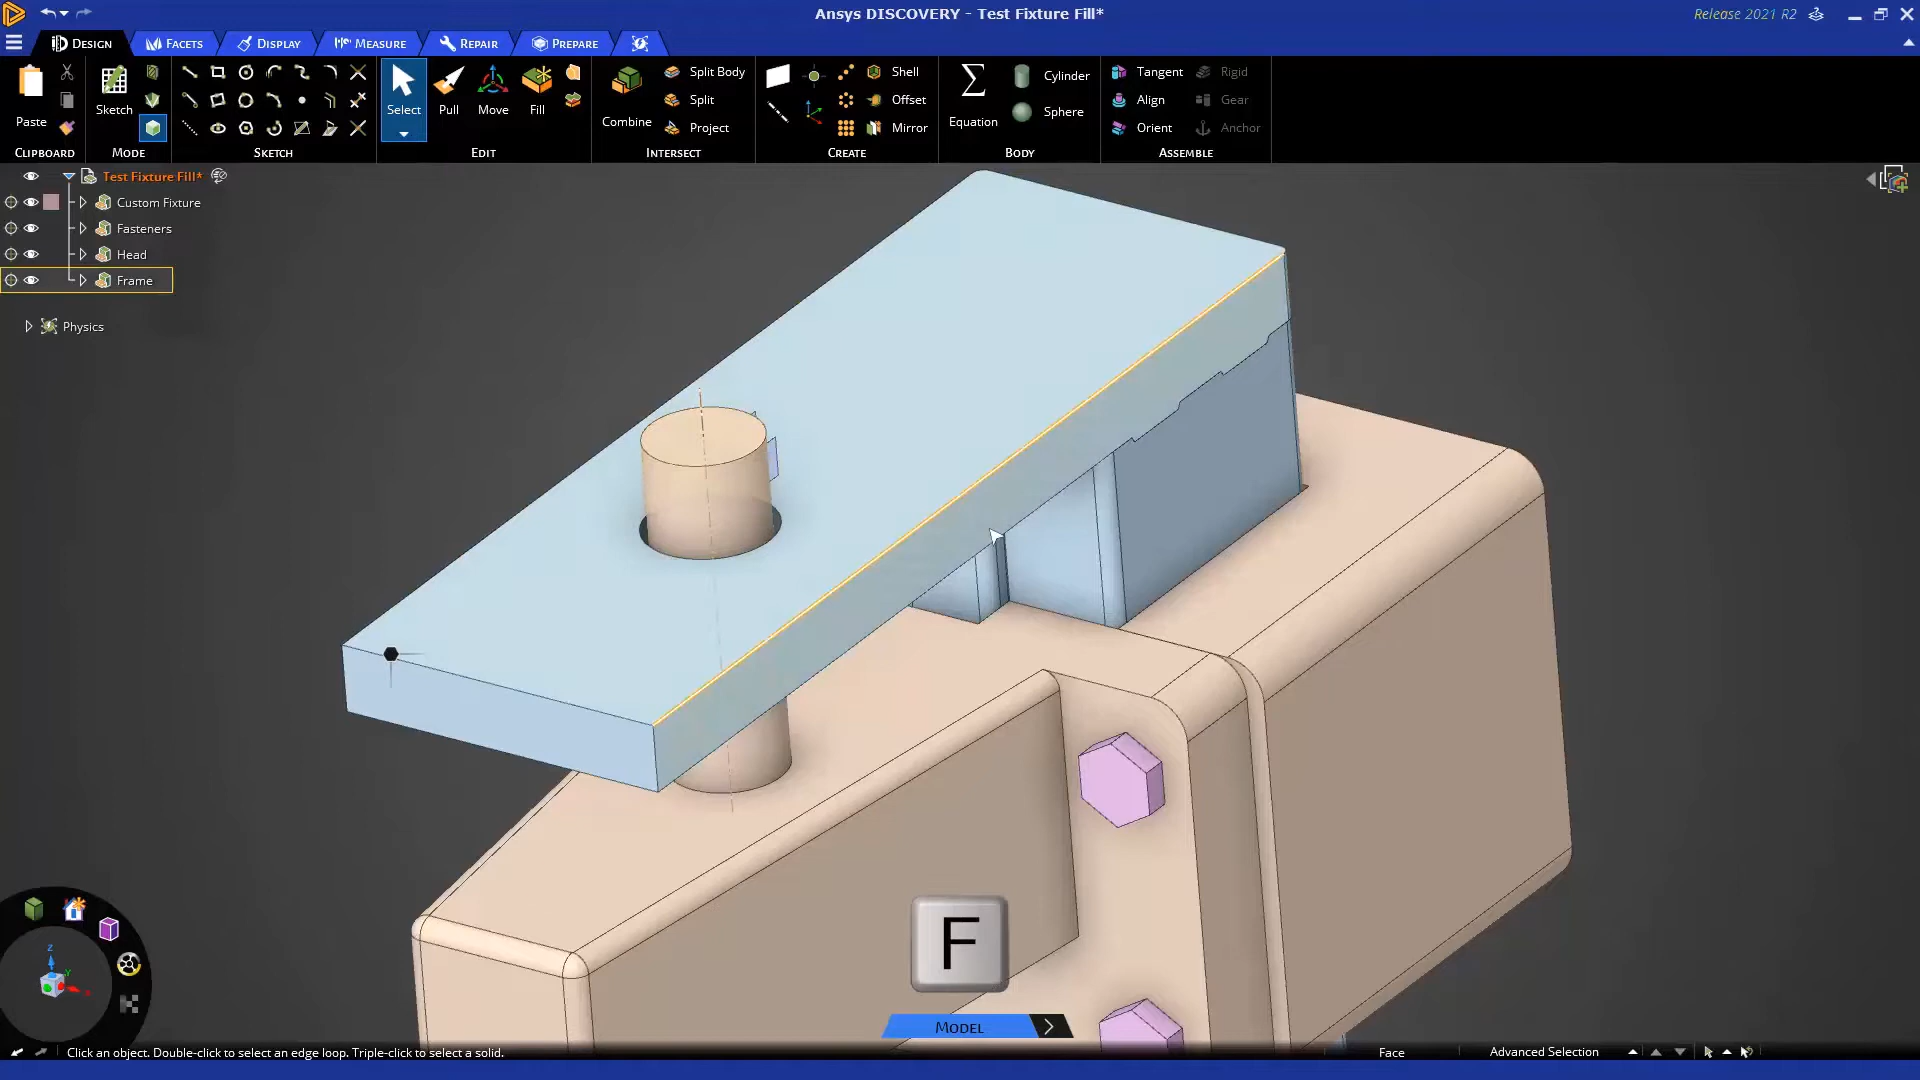 Ansys DISCOVERY - Test Fixture Fill*
Release 2021 R2
DESIGN
FACETS
DISPLAY
MEASURE
REPAIR
PREPARE
Paste
Sketch
Select
Pull
Move
Fill
Combine
Split Body
Split
Project
Shell
Offset
Mirror
Equation
Cylinder
Sphere
Tangent
Align
Orient
Rigid
Gear
Anchor
CLIPBOARD
MODE
SKETCH
EDIT
INTERSECT
CREATE
BODY
ASSEMBLE
Test Fixture Fill*
Custom Fixture
Fasteners
Head
Frame
Physics
F
MODEL
Z
Click an object. Double-click to select an edge loop. Triple-click to select a solid.
Face
Advanced Selection